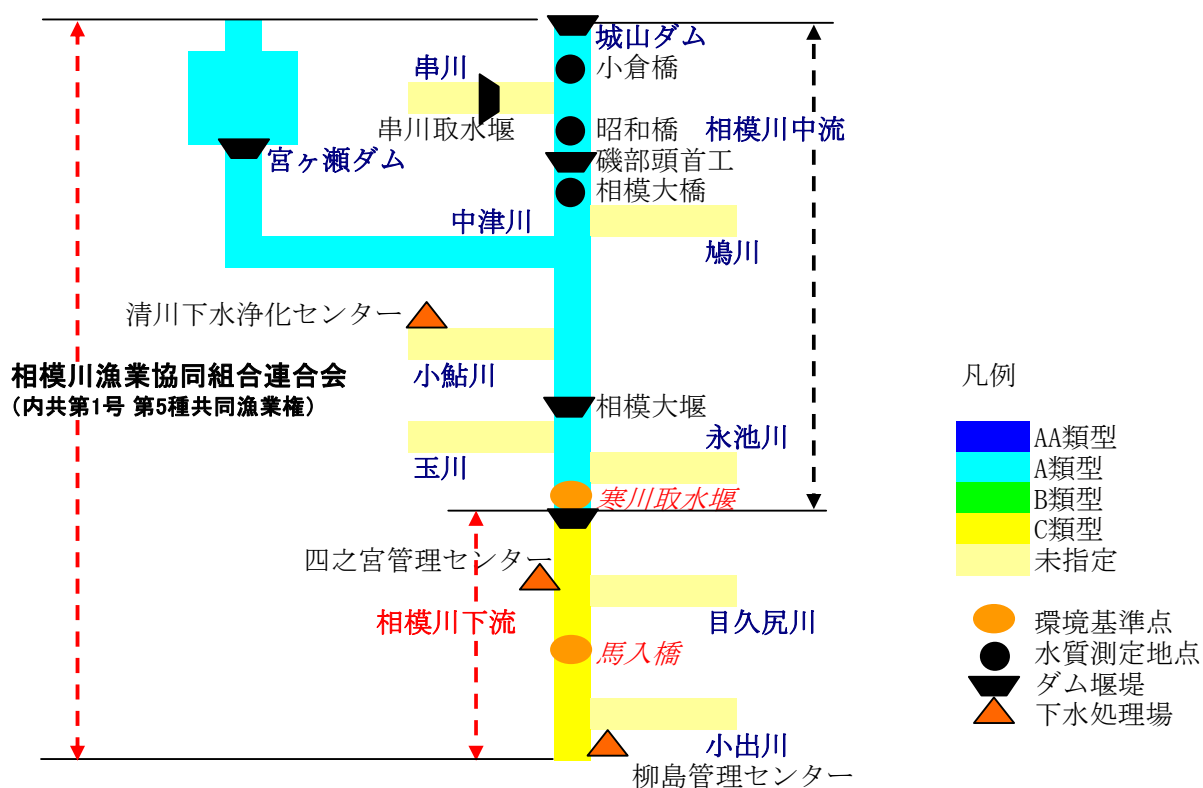 城山ダム
小倉橋
串川
串川取水堰
昭和橋
相模川中流
宮ヶ瀬ダム
磯部頭首工
相模大橋
中津川
鳩川
清川下水浄化センター
相模川漁業協同組合連合会
(内共第1号 第5種共同漁業権)
小鮎川
相模大堰
玉川
永池川
寒川取水堰
四之宮管理センター
相模川下流
目久尻川
馬入橋
小出川
柳島管理センター
凡例
AA類型
A類型
B類型
C類型
未指定
環境基準点
水質測定地点
ダム堰堤
下水処理場